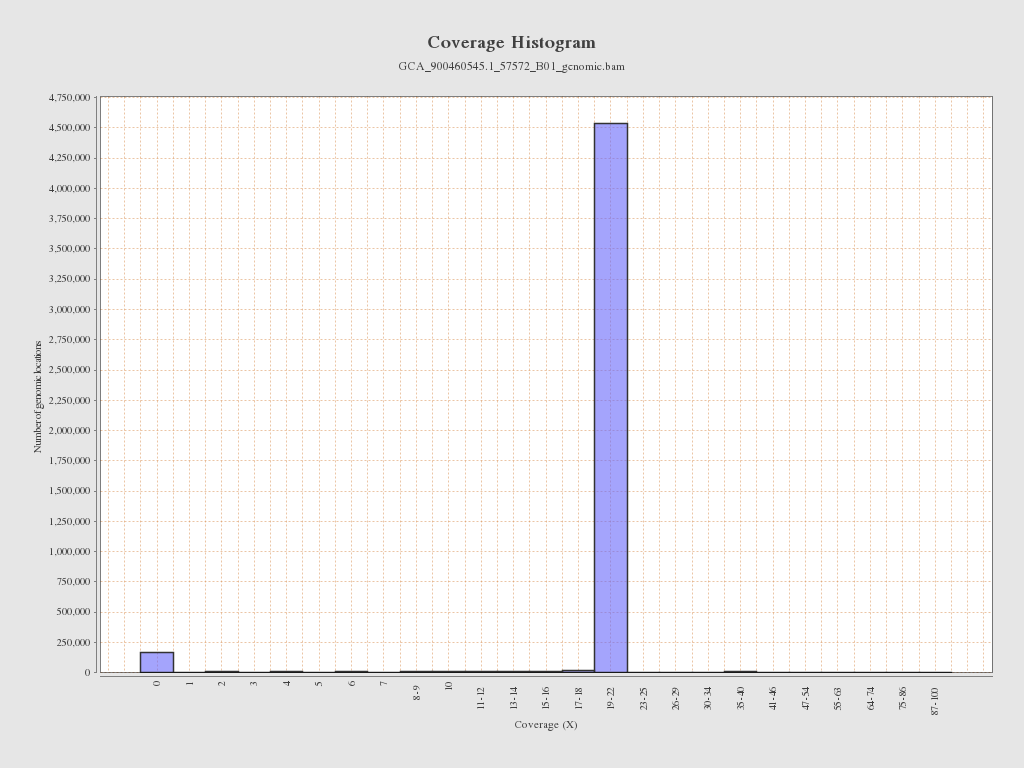 Coverage Histogram
GCA_900460545.1_57572_B01_genomic.bam
4,750,000
4,500,000
4,250,000
4,000,000
3,750,000
3,500,000
3,250,000
3,000,000
2,750,000
2,500,000
2,250,000
2,000,000
1,750,000
1,500,000
1,250,000
1,000,000
750,000
500,000
250,000
0
Number of genomic locations
0
1
2
3
4
5
6
7
8 - 9
10
11 - 12
13 - 14
15 - 16
17 - 18
19 - 22
23 - 25
26 - 29
30 - 34
35 - 40
41 - 46
47 - 54
55 - 63
64 - 74
75 - 86
87 - 100
Coverage (X)